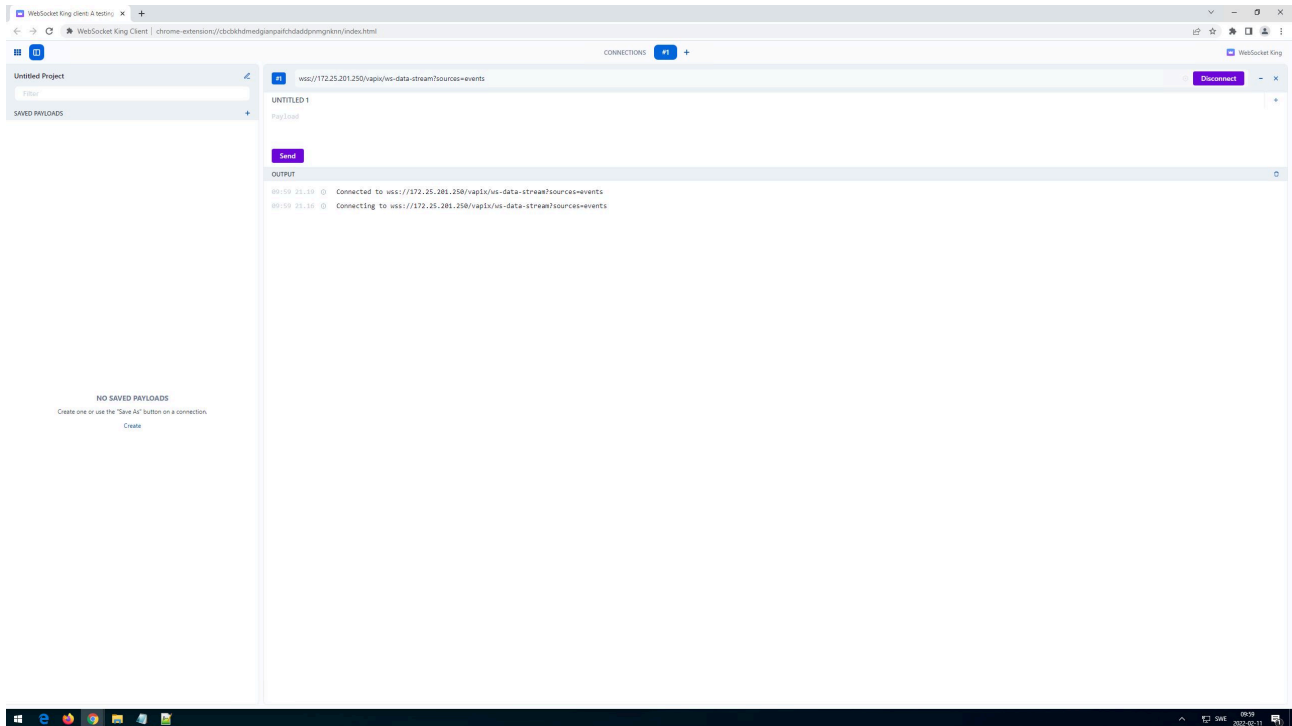 WebSocket King client: A testing
WebSocket King Client | chrome-extension://cbcbkhdmedgianpaifchdaddpnmgnknn/index.html
CONNECTIONS #1 +
WebSocket King
Untitled Project
Filter
SAVED PAYLOADS +
NO SAVED PAYLOADS
Create one or use the "Save As" button on a connection.
Create
#1 wss://172.25.201.250/vapix/ws-data-stream?sources=events
Disconnect
UNTITLED 1
Payload
Send
OUTPUT
Connected to wss://172.25.201.250/vapix/ws-data-stream?sources=events
Connecting to wss://172.25.201.250/vapix/ws-data-stream?sources=events
SWE
09:59
2022-02-11